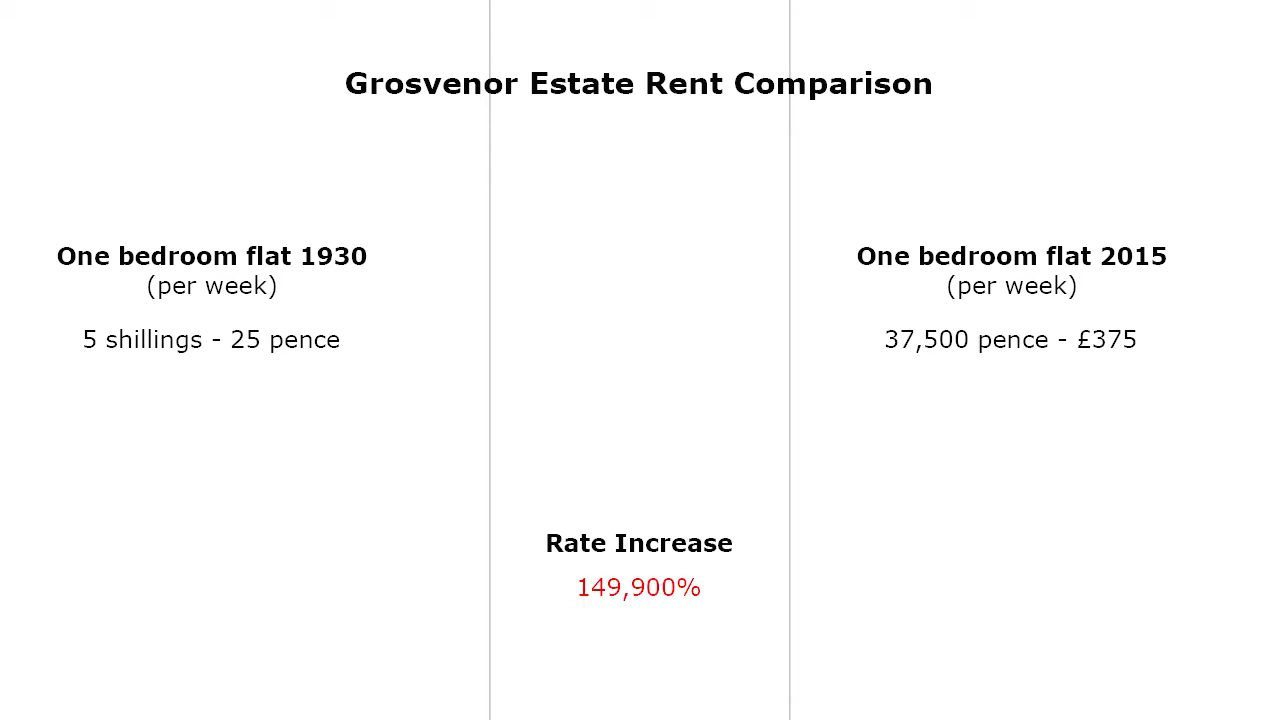 Grosvenor Estate Rent Comparison
One bedroom flat 1930
(per week)
5 shillings - 25 pence
One bedroom flat 2015
(per week)
37,500 pence - £375
Rate Increase
149,900%